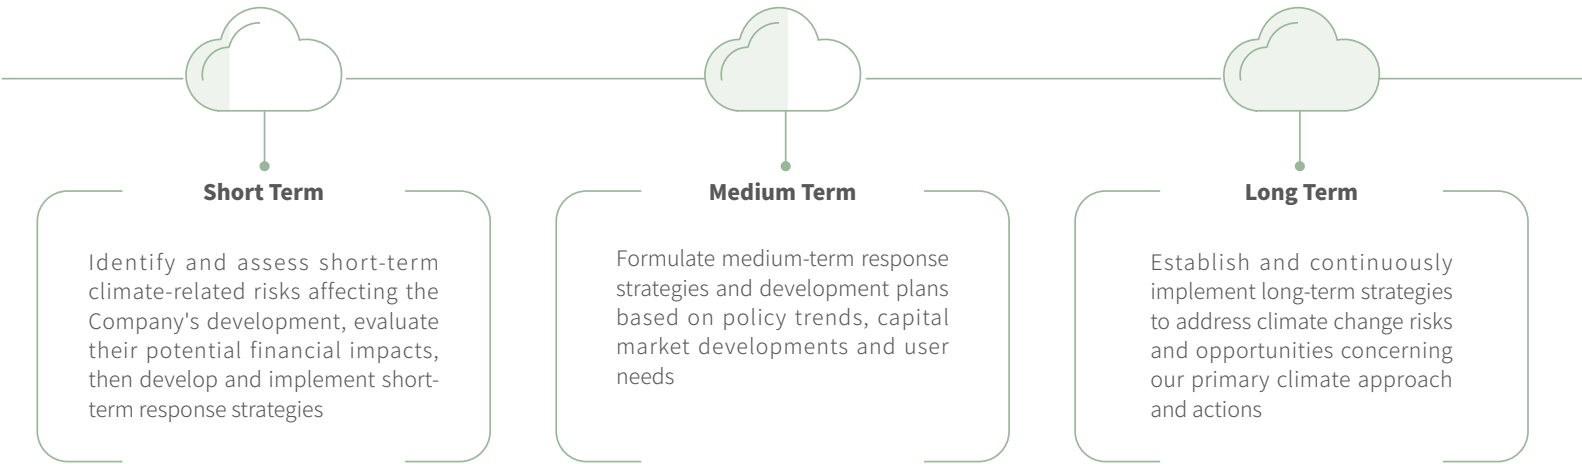 Short Term
Identify and assess short-term
climate-related risks affecting the
Company's development, evaluate
their potential financial impacts,
then develop and implement short-
term response strategies
Medium Term
Formulate medium-term response
strategies and development plans
based on policy trends, capital
market developments and user
needs
Long Term
Establish and continuously
implement long-term strategies
to address climate change risks
and opportunities concerning
our primary climate approach
and actions